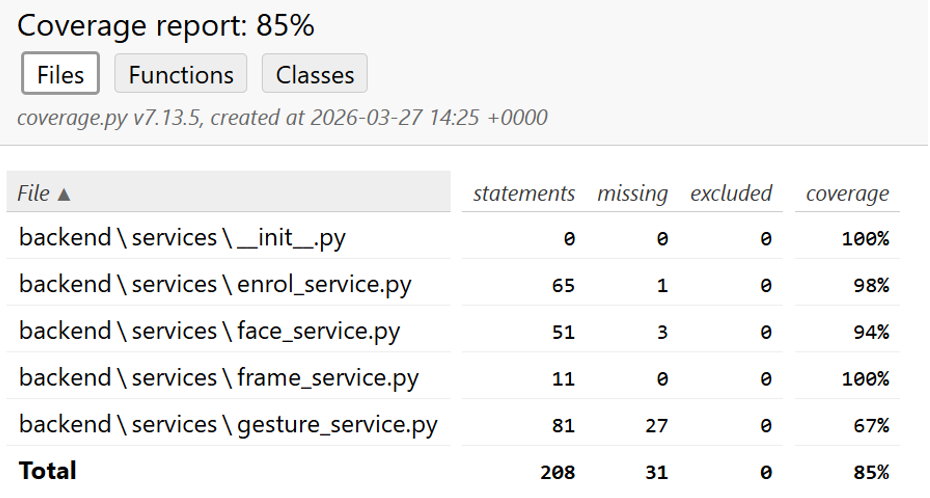 Coverage report: 85%
Files Functions Classes
coverage.py v7.13.5, created at 2026-03-27 14:25 +0000
File ▲ statements missing excluded coverage
backend \ services \ __init__.py 0 0 0 100%
backend \ services \ enrol_service.py 65 1 0 98%
backend \ services \ face_service.py 51 3 0 94%
backend \ services \ frame_service.py 11 0 0 100%
backend \ services \ gesture_service.py 81 27 0 67%
Total 208 31 0 85%